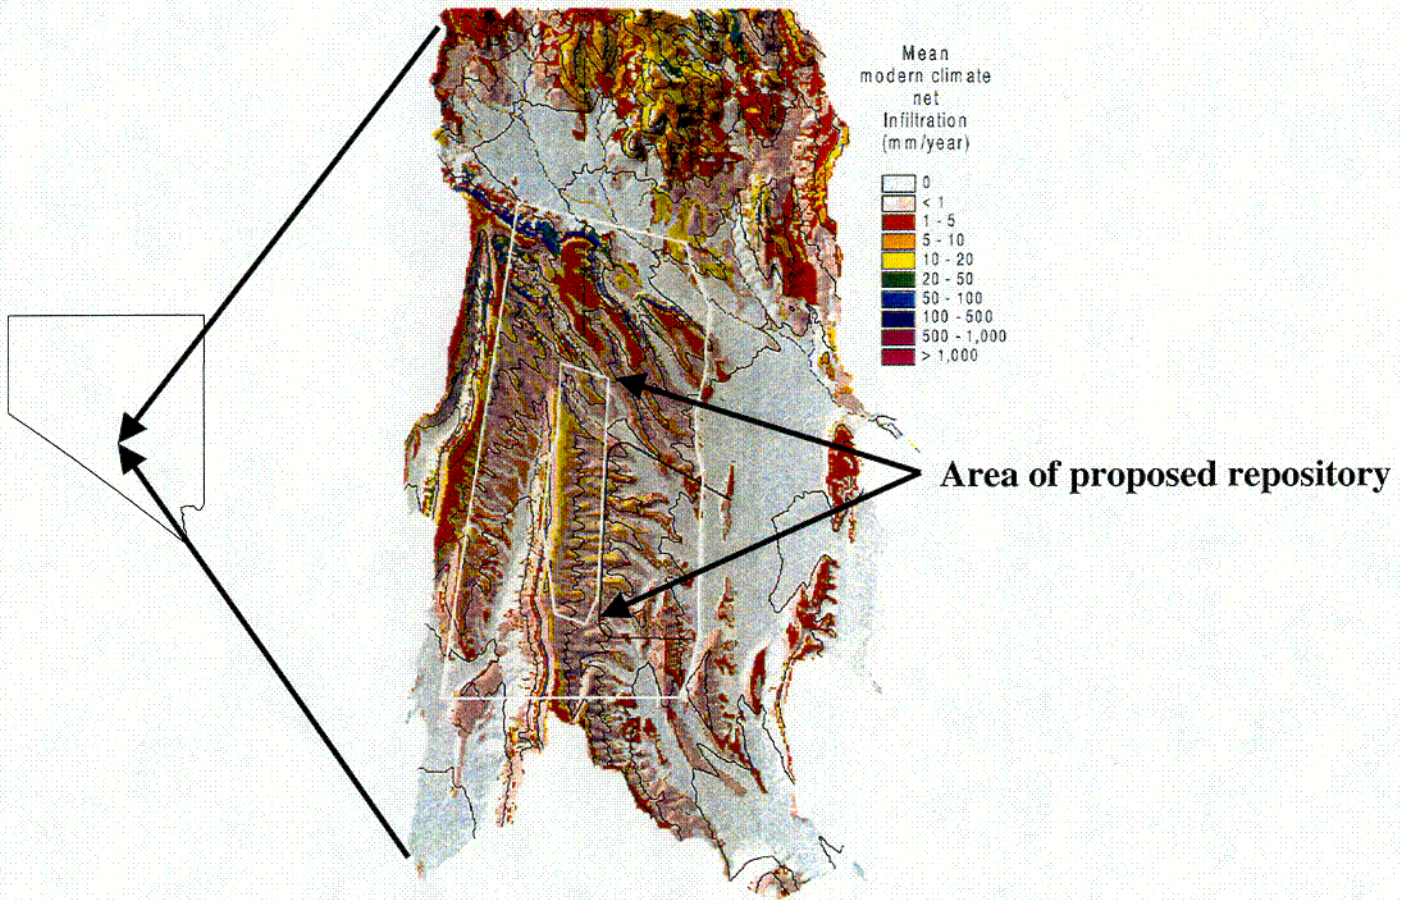 Mean
modern climate
net
Infiltration
(mm/year)
0
< 1
1 - 5
5 - 10
10 - 20
20 - 50
50 - 100
100 - 500
500 - 1,000
> 1,000
Area of proposed repository